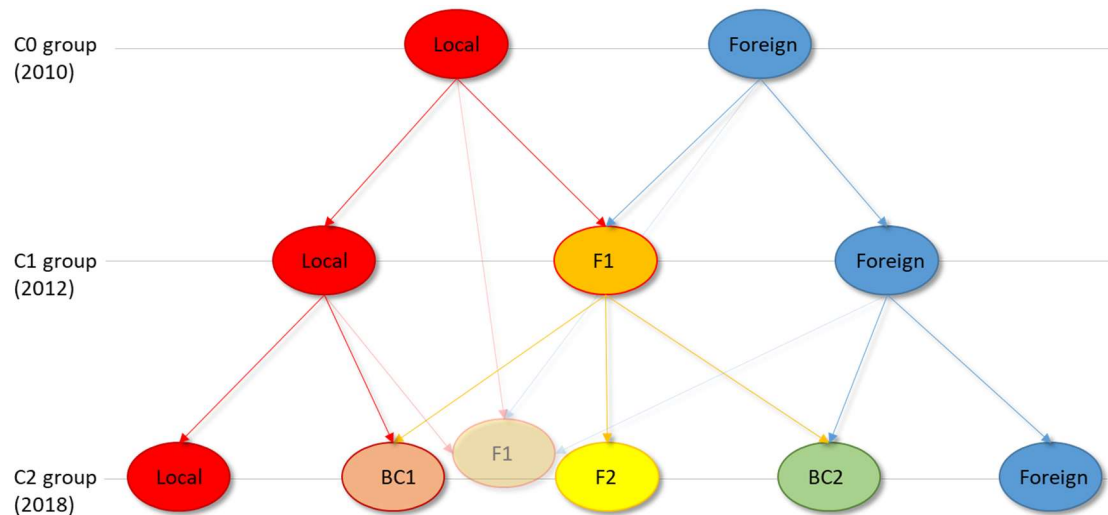 C0 group
(2010)
Local
Foreign
C1 group
(2012)
Local
F1
Foreign
C2 group
(2018)
Local
BC1
F1
F2
BC2
Foreign